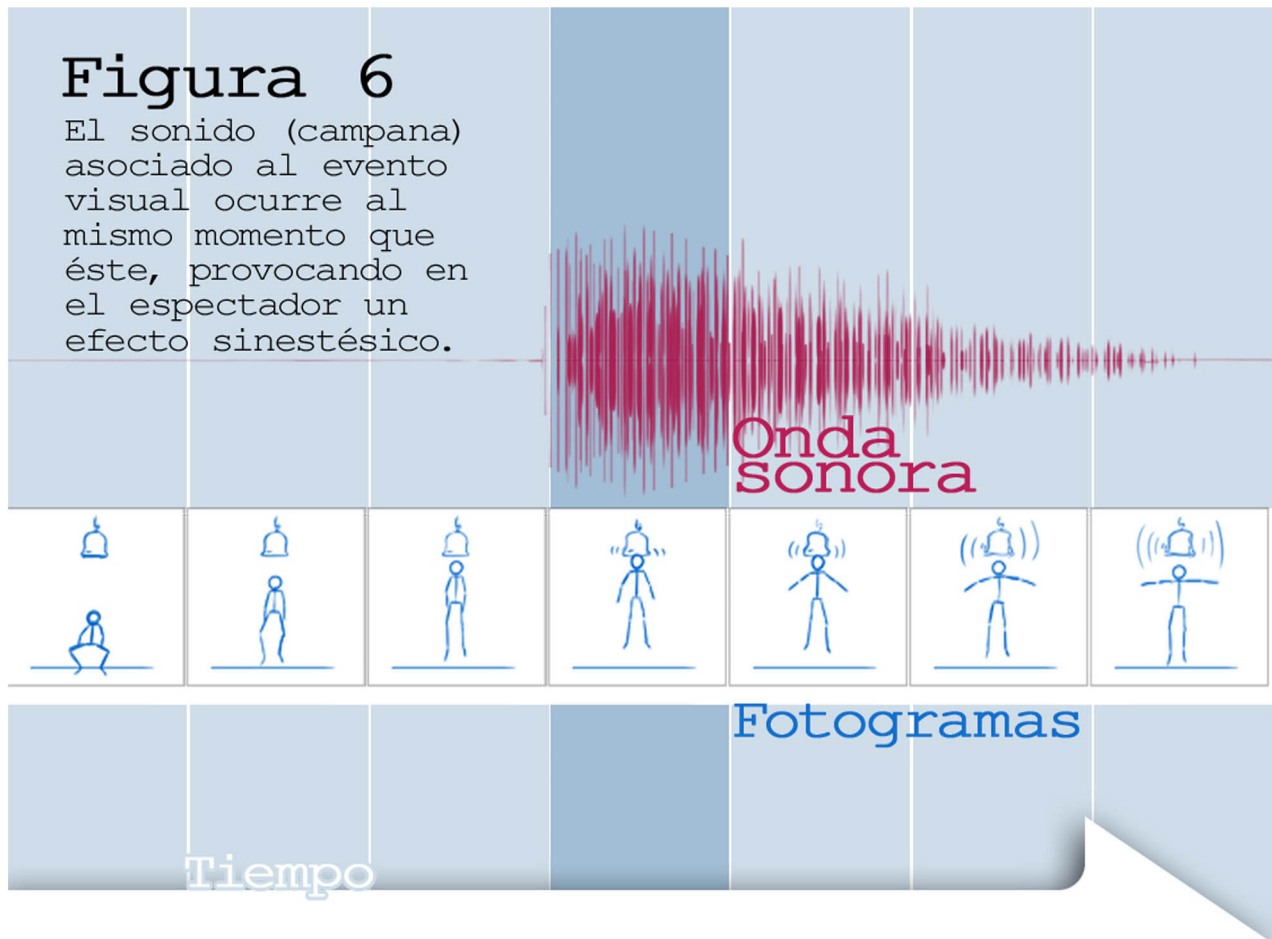 Figura 6
El sonido (campana)
asociado al evento
visual ocurre al
mismo momento que
éste, provocando en
el espectador un
efecto sinestésico.
Onda
sonora
Fotogramas
Tiempo